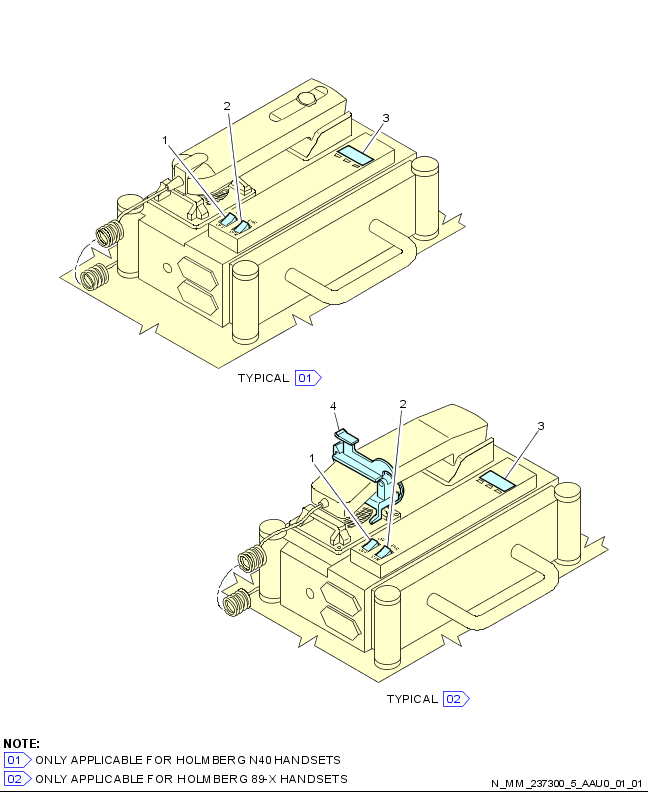 2
1
3
TYPICAL 01
4
2
3
1
TYPICAL 02
NOTE:
01 ONLY APPLICABLE FOR HOLMBERG N40 HANDSETS
02 ONLY APPLICABLE FOR HOLMBERG 89-X HANDSETS
N_MM_237300_5_AAU0_01_01